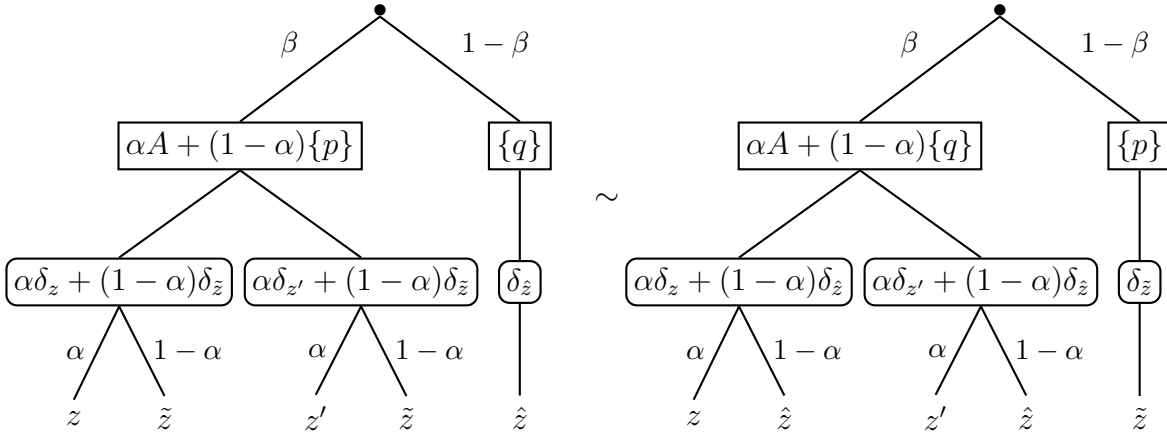 β 1 − β β 1 − β
αA + (1 − α){p} {q} αA + (1 − α){q} {p}
∼
αδ_z + (1 − α)δ_z̃ αδ_z′ + (1 − α)δ_z̃ δ_ẑ αδ_z + (1 − α)δ_ẑ αδ_z′ + (1 − α)δ_ẑ δ_z̃
α 1 − α α 1 − α α 1 − α α 1 − α
z z̃ z′ z̃ ẑ z ẑ z′ ẑ z̃